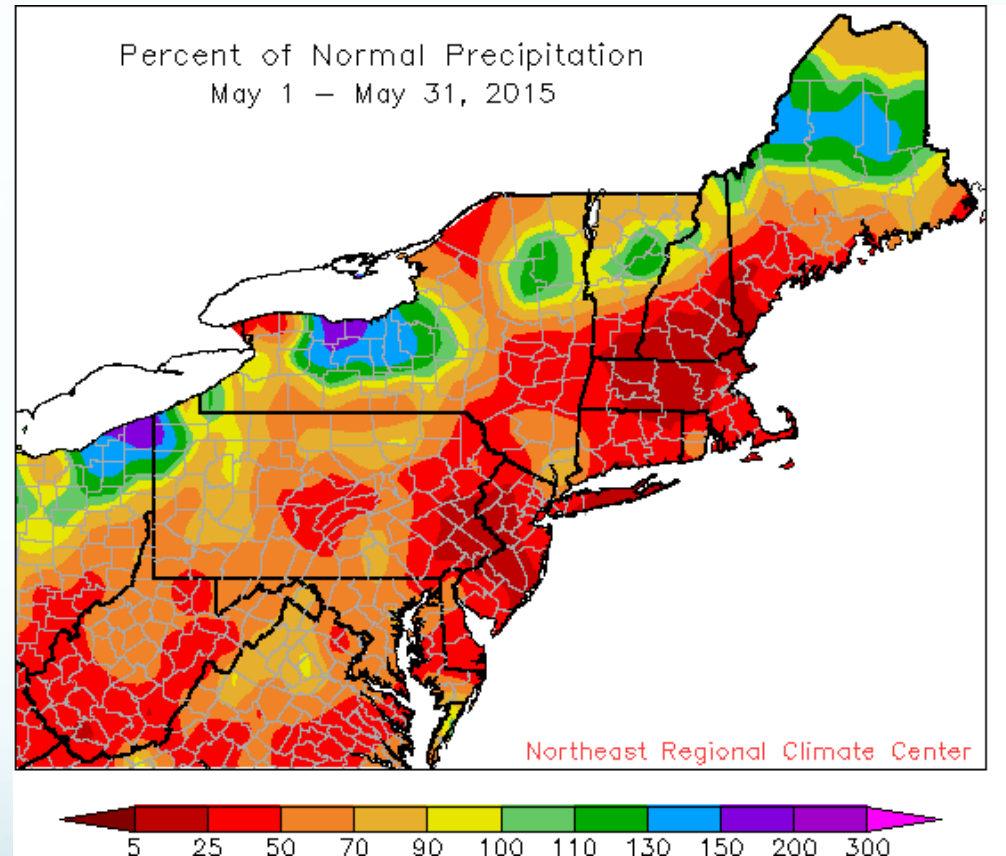 Percent of Normal Precipitation
May 1 – May 31, 2015
Northeast Regional Climate Center
5 25 50 70 90 100 110 130 150 200 300